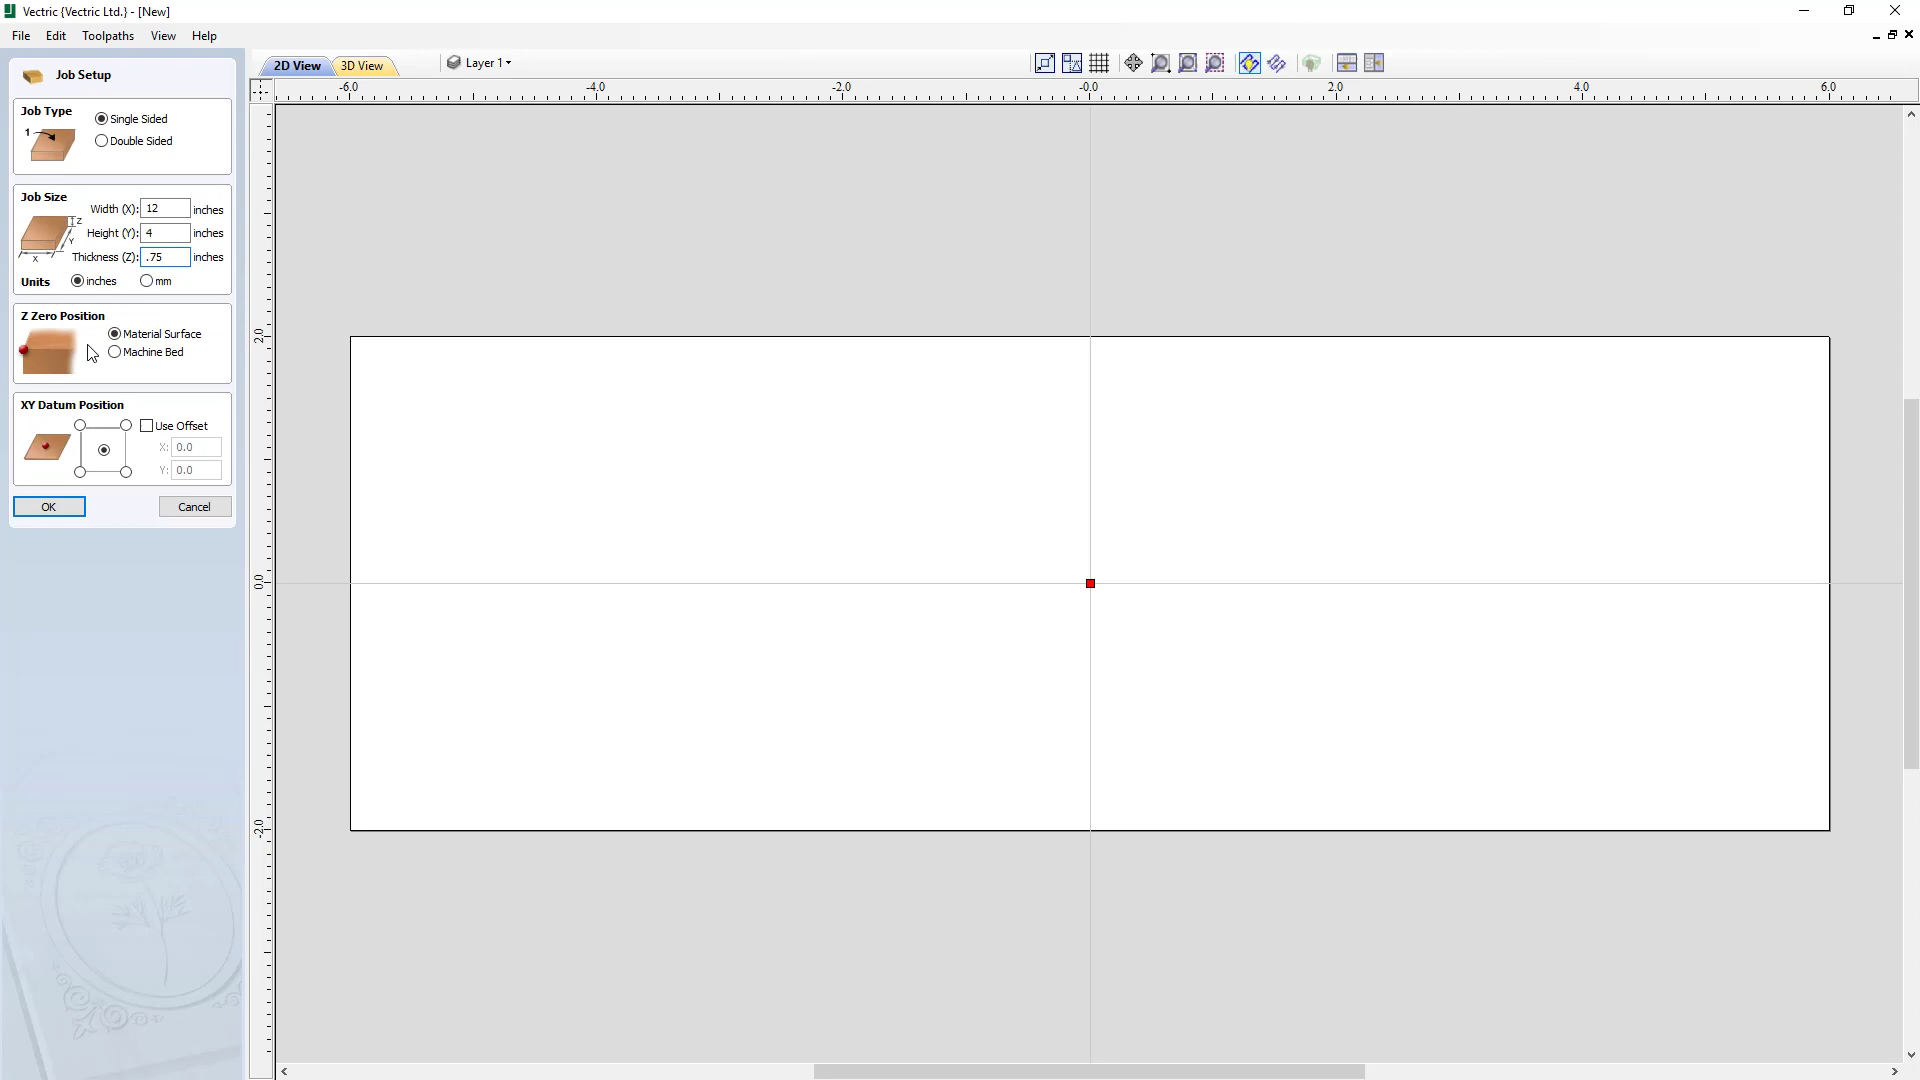 Vectric {Vectric Ltd.} - [New]
File Edit Toolpaths View Help
2D View 3D View Layer 1
Job Setup
Job Type
1
Single Sided
Double Sided
Job Size
Width (X): 12 inches
Height (Y): 4 inches
Thickness (Z): .75 inches
Z
Y
X
Units inches mm
Z Zero Position
Material Surface
Machine Bed
XY Datum Position
Use Offset
X: 0.0
Y: 0.0
OK Cancel
-6.0 -4.0 -2.0 -0.0 2.0 4.0 6.0
2.0
0.0
-2.0